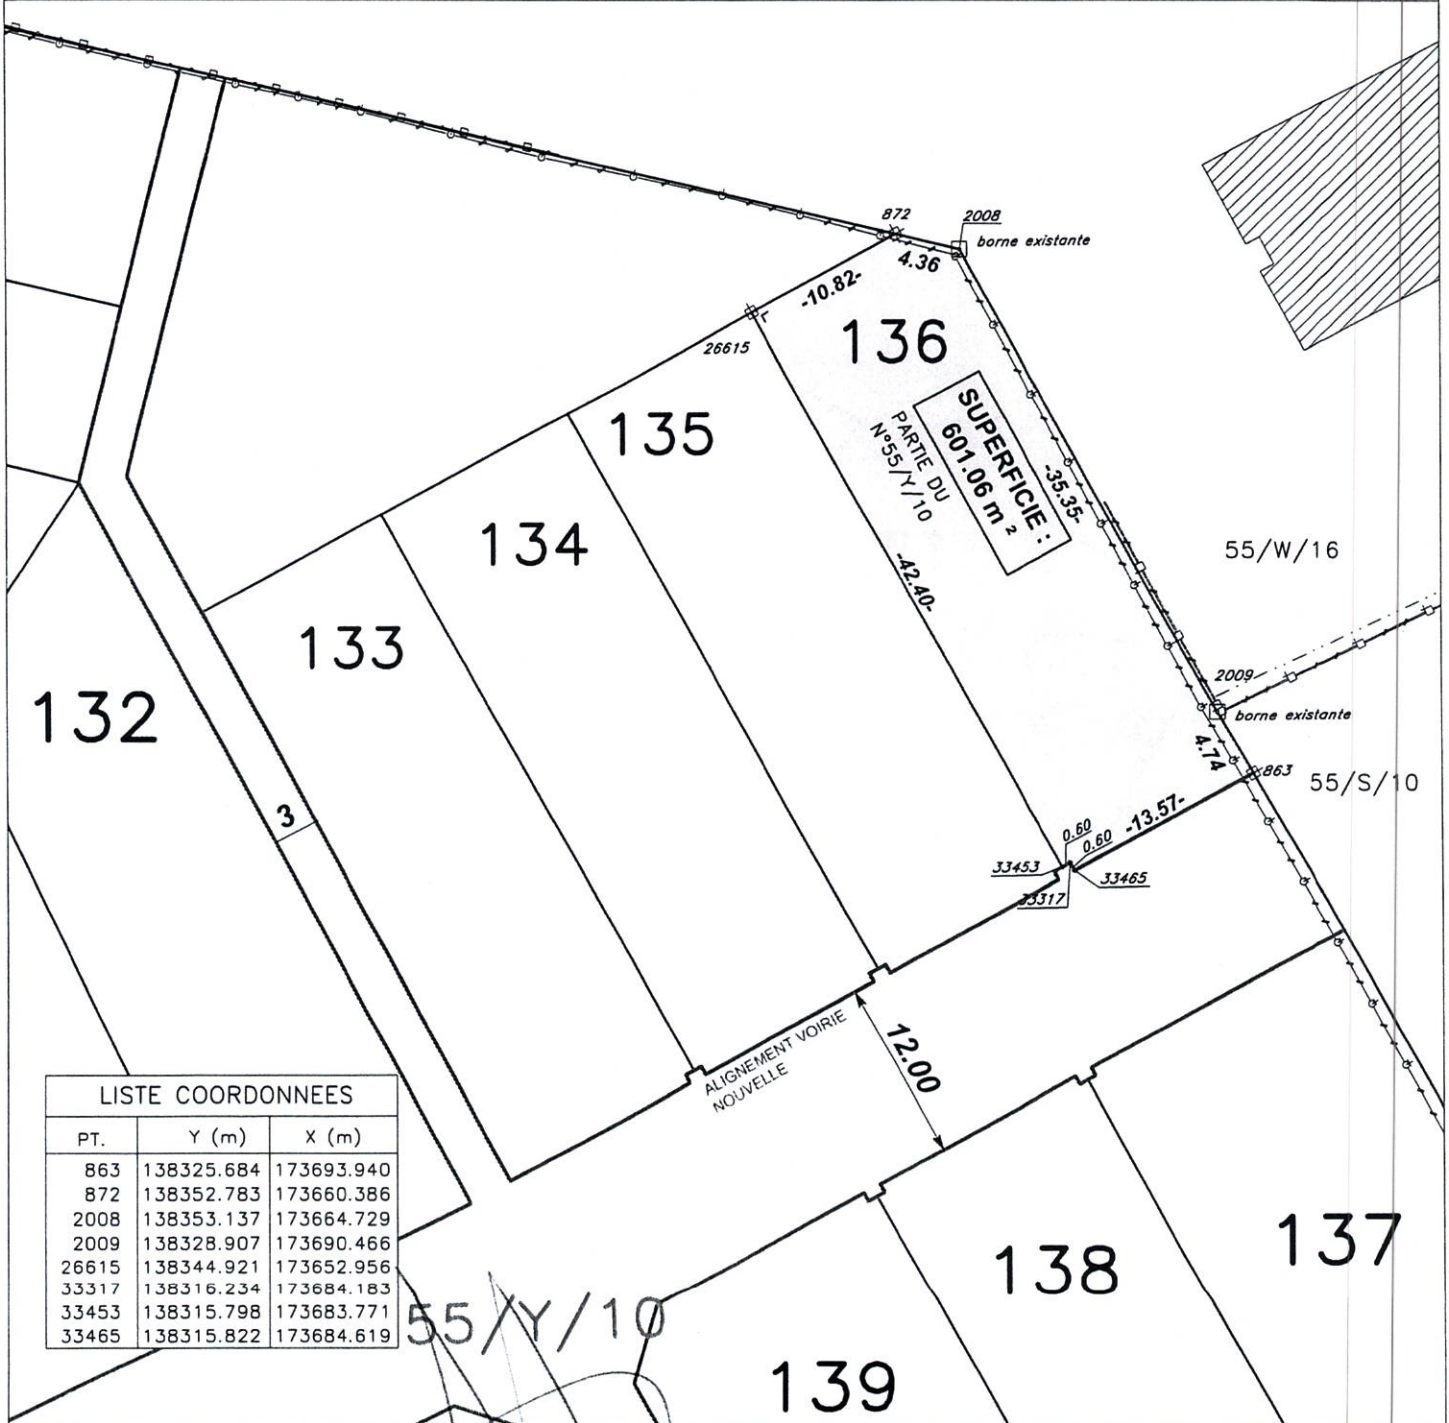 872
2008
borne existante
4.36
-10.82-
136
26615
SUPERFICIE :
601.06 m ²
PARTIE DU
N°55/Y/10
135
-35.35-
134
-42.40-
55/W/16
133
132
2009
borne existante
4.74
863
55/S/10
3
-13.57-
0.60
0.60
33453
33465
33317
ALIGNEMENT VOIRIE
NOUVELLE
12.00
LISTE COORDONNEES
PT. Y (m) X (m)
863 138325.684 173693.940
872 138352.783 173660.386
2008 138353.137 173664.729
2009 138328.907 173690.466
26615 138344.921 173652.956
33317 138316.234 173684.183
33453 138315.798 173683.771
33465 138315.822 173684.619
55/Y/10
137
138
139